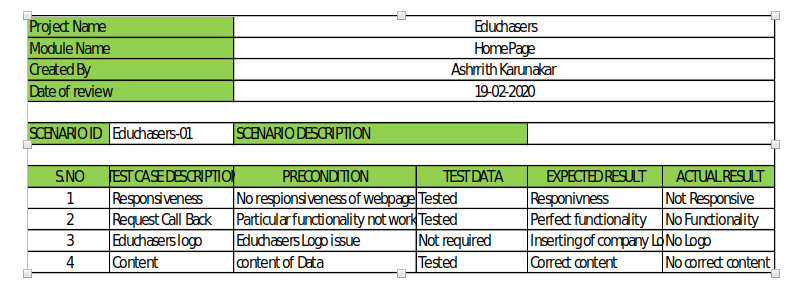 Project Name Educhasers
Module Name HomePage
Created By Ashrrith Karunakar
Date of review 19-02-2020
SCENARIO ID Educhasers-01 SCENARIO DESCRIPTION
S.NO TEST CASE DESCRIPTION PRECONDITION TEST DATA EXPECTED RESULT ACTUAL RESULT
1 Responsiveness No respionsiveness of webpage Tested Responivness Not Responsive
2 Request Call Back Particular functionality not work Tested Perfect functionality No Functionality
3 Educhasers logo Educhasers Logo issue Not required Inserting of company Lo No Logo
4 Content content of Data Tested Correct content No correct content